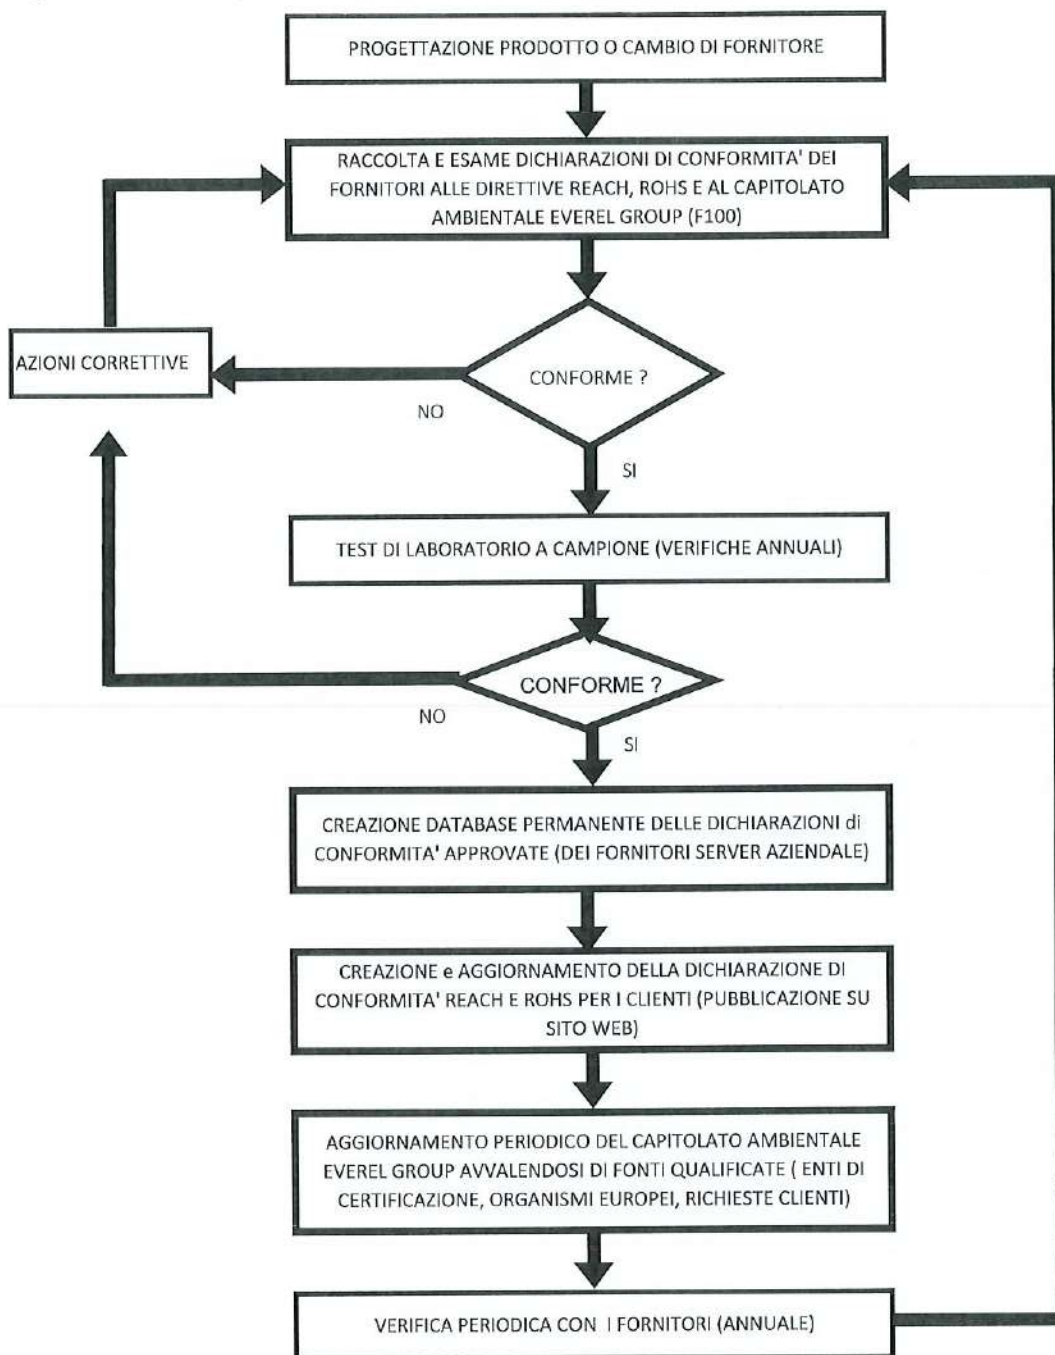 PROGETTAZIONE PRODOTTO O CAMBIO DI FORNITORE
RACCOLTA E ESAME DICHIARAZIONI DI CONFORMITA' DEI
FORNITORI ALLE DIRETTIVE REACH, ROHS E AL CAPITOLATO
AMBIENTALE EVEREL GROUP (F100)
AZIONI CORRETTIVE
CONFORME ?
NO
SI
TEST DI LABORATORIO A CAMPIONE (VERIFICHE ANNUALI)
CONFORME ?
NO
SI
CREAZIONE DATABASE PERMANENTE DELLE DICHIARAZIONI di
CONFORMITA' APPROVATE (DEI FORNITORI SERVER AZIENDALE)
CREAZIONE e AGGIORNAMENTO DELLA DICHIARAZIONE DI
CONFORMITA' REACH E ROHS PER I CLIENTI (PUBBLICAZIONE SU
SITO WEB)
AGGIORNAMENTO PERIODICO DEL CAPITOLATO AMBIENTALE
EVEREL GROUP AVVALENDOSI DI FONTI QUALIFICATE ( ENTI DI
CERTIFICAZIONE, ORGANISMI EUROPEI, RICHIESTE CLIENTI)
VERIFICA PERIODICA CON I FORNITORI (ANNUALE)